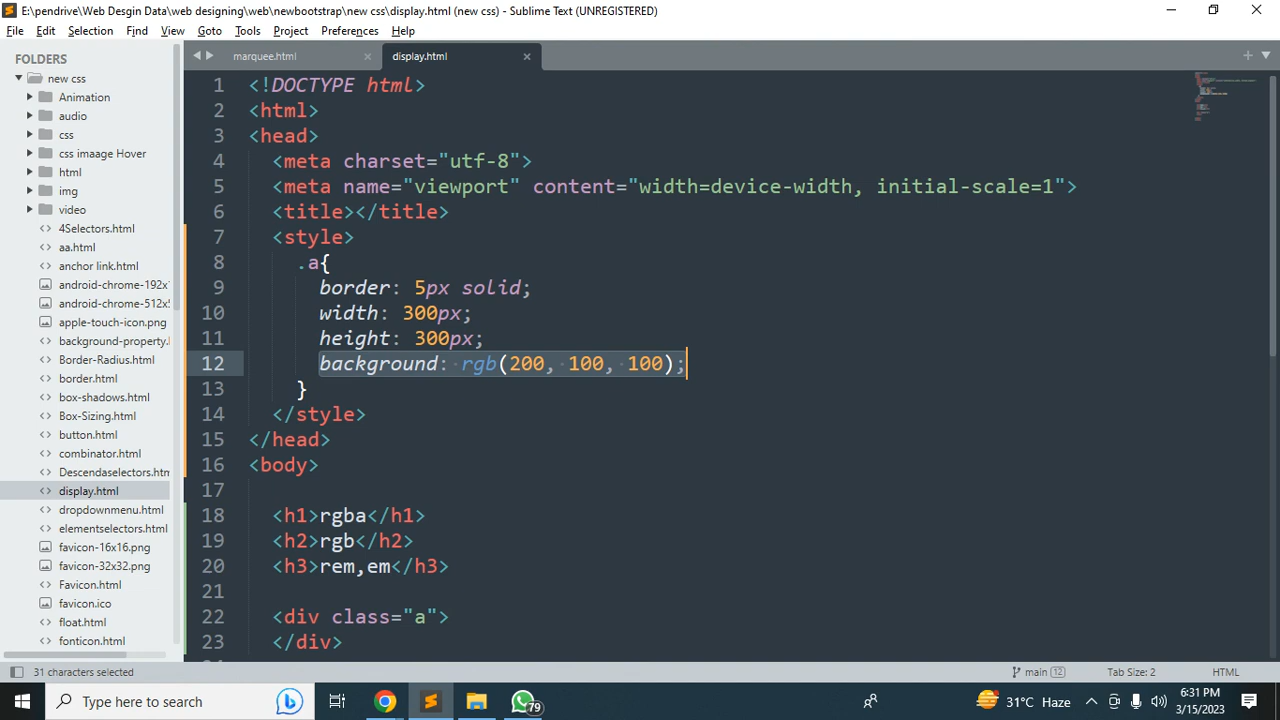 E:\pendrive\Web Desgin Data\web designing\web\newbootstrap\new css\display.html (new css) - Sublime Text (UNREGISTERED)
File Edit Selection Find View Goto Tools Project Preferences Help
FOLDERS
new css
Animation
audio
css
css imaage Hover
html
img
video
4Selectors.html
aa.html
anchor link.html
android-chrome-192x
android-chrome-512x
apple-touch-icon.png
background-property.
Border-Radius.html
border.html
box-shadows.html
Box-Sizing.html
button.html
combinator.html
Descendaselectors.htm
display.html
dropdownmenu.html
elementselectors.html
favicon-16x16.png
favicon-32x32.png
Favicon.html
favicon.ico
float.html
fonticon.html
marquee.html display.html
1 <!DOCTYPE html>
2 <html>
3 <head>
4 <meta charset="utf-8">
5 <meta name="viewport" content="width=device-width, initial-scale=1">
6 <title></title>
7 <style>
8 .a{
9 border: 5px solid;
10 width: 300px;
11 height: 300px;
12 background: rgb(200, 100, 100);
13 }
14 </style>
15 </head>
16 <body>
17
18 <h1>rgba</h1>
19 <h2>rgb</h2>
20 <h3>rem,em</h3>
21
22 <div class="a">
23 </div>
31 characters selected main 12 Tab Size: 2 HTML
Type here to search 79 31°C Haze 6:31 PM
3/15/2023